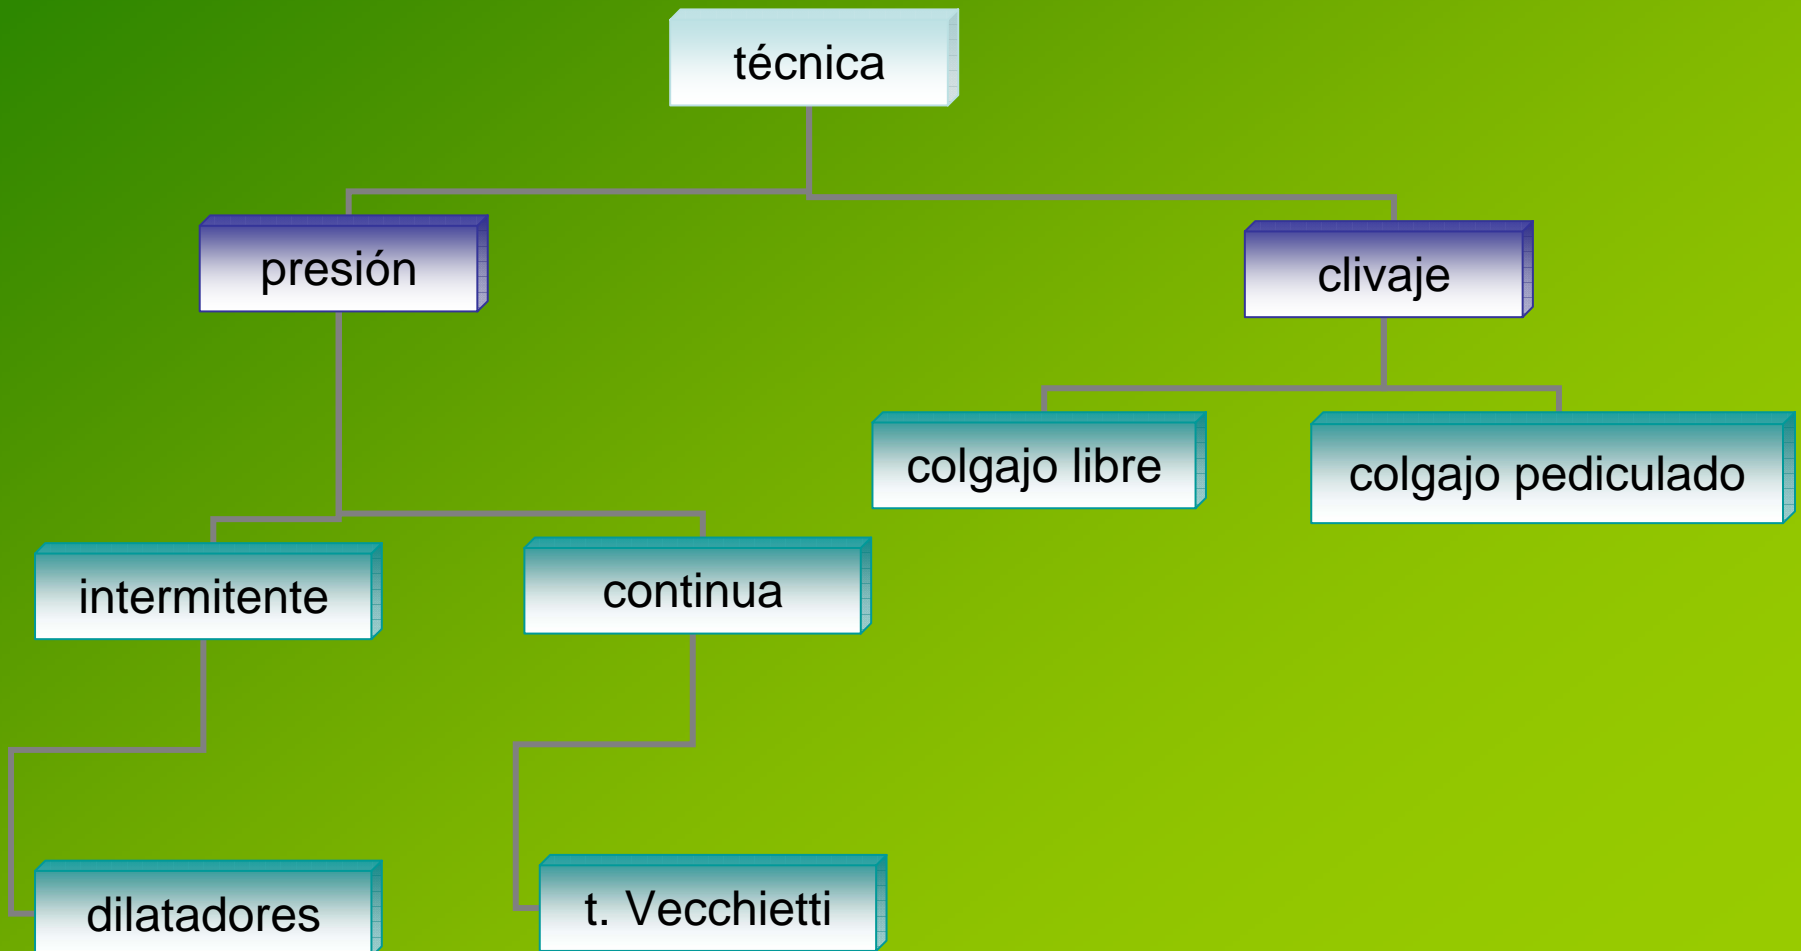 técnica
presión
clivaje
colgajo libre
colgajo pediculado
intermitente
continua
dilatadores
t. Vecchietti